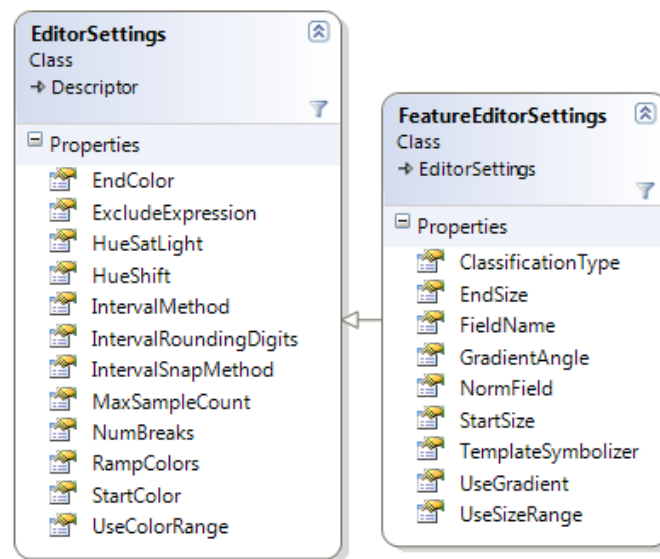 EditorSettings
Class
Descriptor
Properties
EndColor
ExcludeExpression
HueSatLight
HueShift
IntervalMethod
IntervalRoundingDigits
IntervalSnapMethod
MaxSampleCount
NumBreaks
RampColors
StartColor
UseColorRange
FeatureEditorSettings
Class
EditorSettings
Properties
ClassificationType
EndSize
FieldName
GradientAngle
NormField
StartSize
TemplateSymbolizer
UseGradient
UseSizeRange